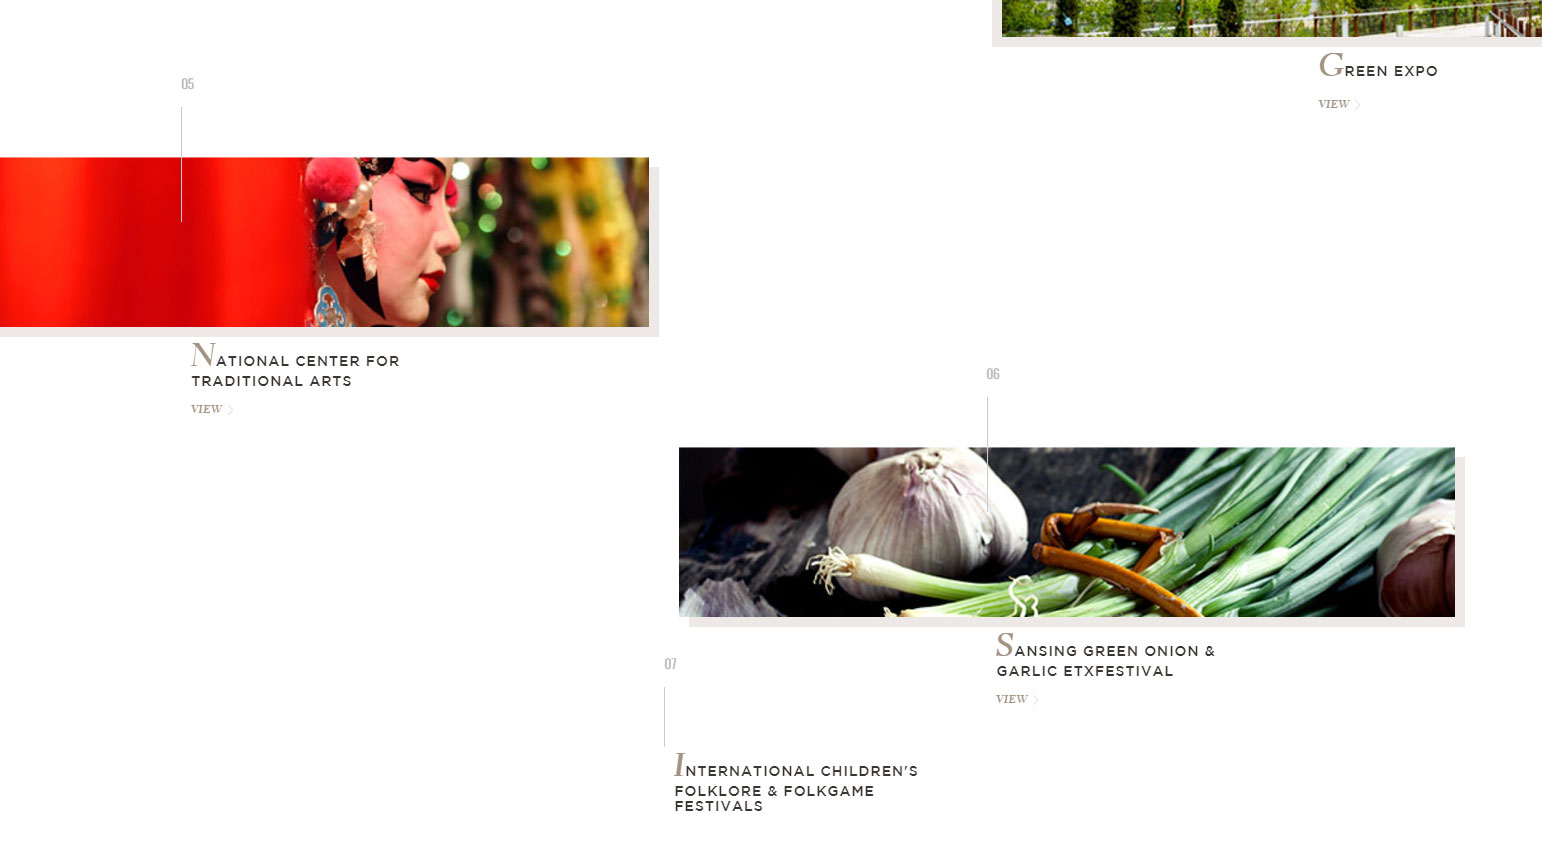 GREEN EXPO
VIEW
05
NATIONAL CENTER FOR
TRADITIONAL ARTS
VIEW
06
SANSING GREEN ONION &
GARLIC ETXFESTIVAL
VIEW
07
INTERNATIONAL CHILDREN'S
FOLKLORE & FOLKGAME
FESTIVALS